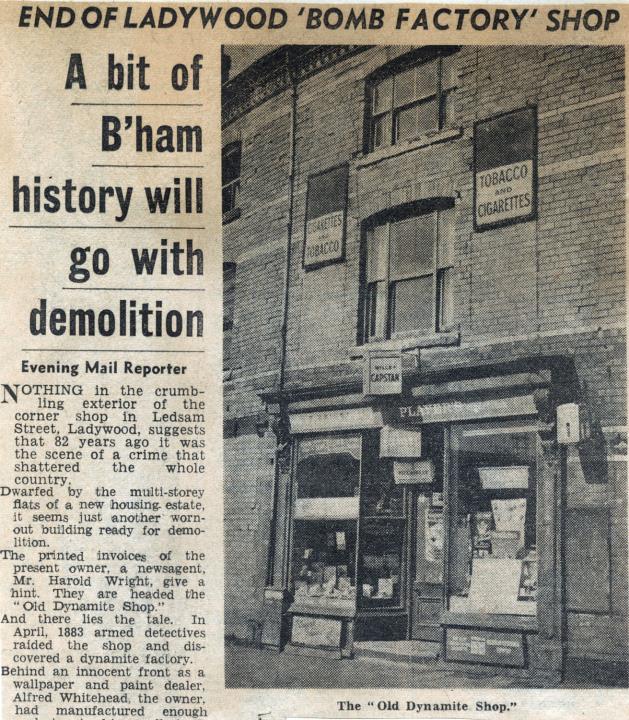 END OF LADYWOOD 'BOMB FACTORY' SHOP
A bit of
B'ham
history will
go with
demolition
Evening Mail Reporter
NOTHING in the crumb-
ling exterior of the
corner shop in Ledsam
Street, Ladywood, suggests
that 82 years ago it was
the scene of a crime that
shattered the whole
country.
Dwarfed by the multi-storey
flats of a new housing estate,
it seems just another worn-
out building ready for demo-
lition.
The printed invoices of the
present owner, a newsagent,
Mr. Harold Wright, give a
hint. They are headed the
"Old Dynamite Shop."
And there lies the tale. In
April, 1883 armed detectives
raided the shop and dis-
covered a dynamite factory.
Behind an innocent front as a
wallpaper and paint dealer,
Alfred Whitehead, the owner,
had manufactured enough
CIGARETTES
AND
TOBACCO
TOBACCO
AND
CIGARETTES
WILLS's
CAPSTAN
PLAYER'S
The "Old Dynamite Shop."